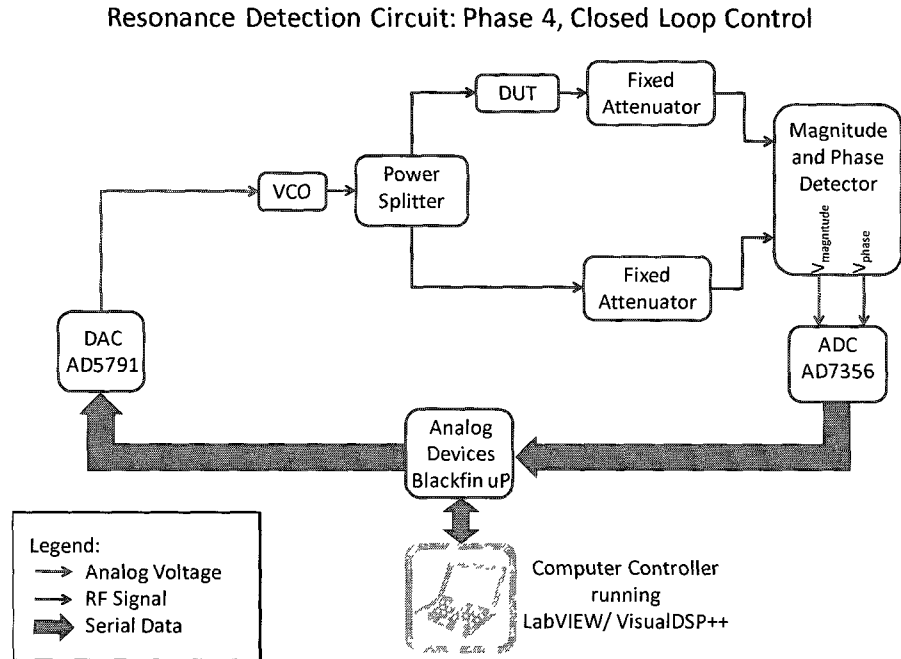 Resonance Detection Circuit: Phase 4, Closed Loop Control
DUT
Fixed
Attenuator
Magnitude
and Phase
Detector
Vmagnitude
Vphase
VCO
Power
Splitter
Fixed
Attenuator
DAC
AD5791
ADC
AD7356
Analog
Devices
Blackfin uP
Legend:
Analog Voltage
RF Signal
Serial Data
Computer Controller
running
LabVIEW/ VisualDSP++